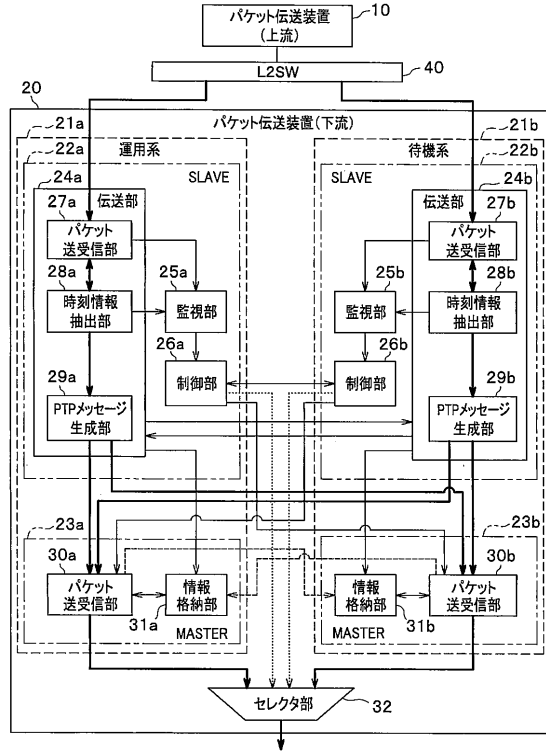 パケット伝送装置
(上流)
10
L2SW
40
20
パケット伝送装置(下流)
21a
運用系
22a
SLAVE
24a
伝送部
27a
パケット
送受信部
28a
時刻情報
抽出部
25a
監視部
26a
制御部
29a
PTPメッセージ
生成部
23a
30a
パケット
送受信部
情報
格納部
31a
MASTER
21b
待機系
22b
SLAVE
24b
伝送部
27b
パケット
送受信部
28b
時刻情報
抽出部
25b
監視部
26b
制御部
29b
PTPメッセージ
生成部
23b
30b
パケット
送受信部
情報
格納部
31b
MASTER
セレクタ部
32